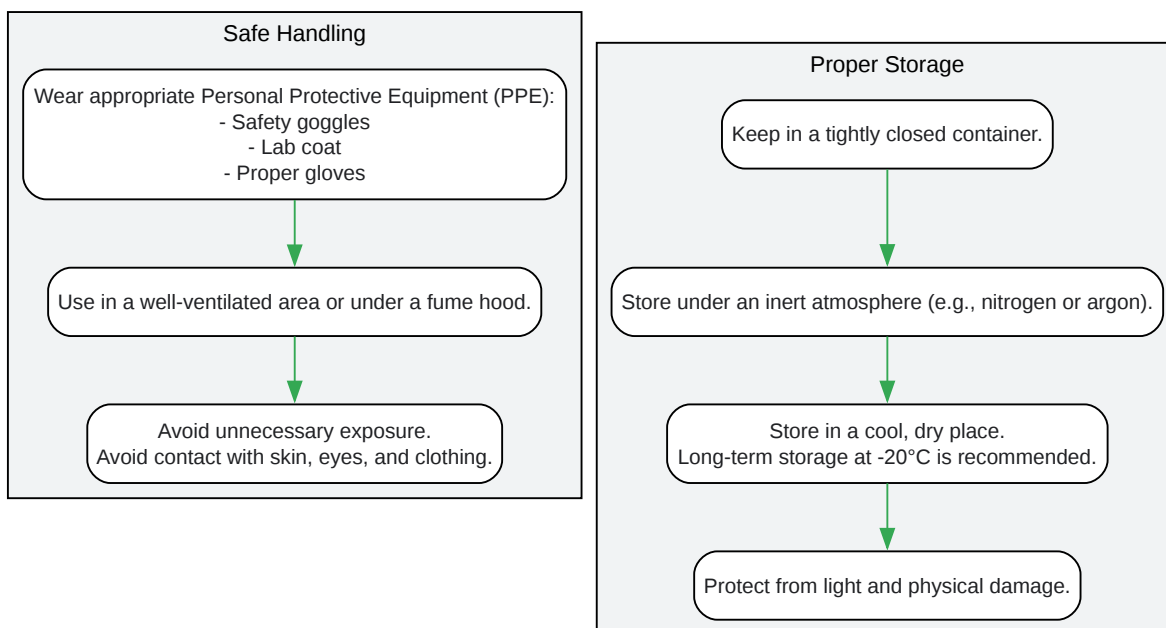 Safe Handling
Wear appropriate Personal Protective Equipment (PPE):
- Safety goggles
- Lab coat
- Proper gloves
Use in a well-ventilated area or under a fume hood.
Avoid unnecessary exposure.
Avoid contact with skin, eyes, and clothing.
Proper Storage
Keep in a tightly closed container.
Store under an inert atmosphere (e.g., nitrogen or argon).
Store in a cool, dry place.
Long-term storage at -20°C is recommended.
Protect from light and physical damage.